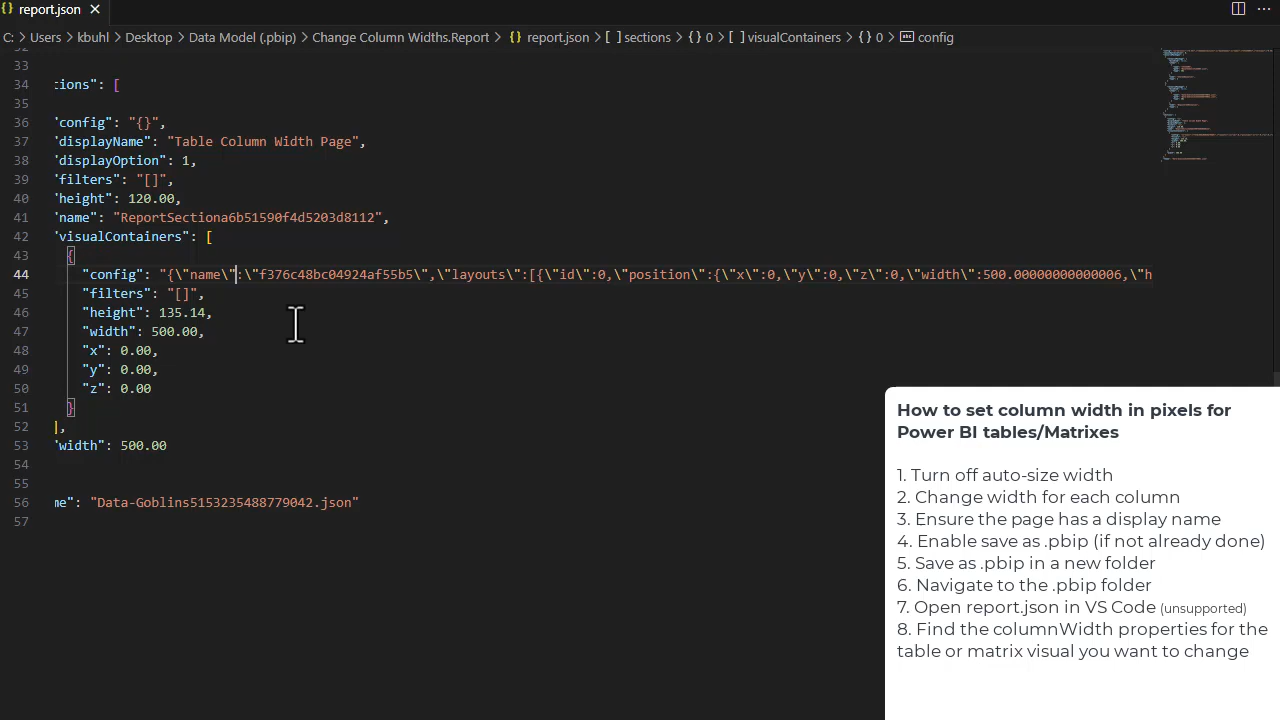 report.json
C: > Users > kbuhl > Desktop > Data Model (.pbip) > Change Column Widths.Report > {} report.json > [ ] sections > {} 0 > [ ] visualContainers > {} 0 > abc config
33
34 tions": [
35
36 "config": "{}",
37 "displayName": "Table Column Width Page",
38 "displayOption": 1,
39 "filters": "[]",
40 "height": 120.00,
41 "name": "ReportSectiona6b51590f4d5203d8112",
42 "visualContainers": [
43 {
44 "config": "{\"name\":\"f376c48bc04924af55b5\",\"layouts\":[{\"id\":0,\"position\":{\"x\":0,\"y\":0,\"z\":0,\"width\":500.00000000000006,\"h
45 "filters": "[]",
46 "height": 135.14,
47 "width": 500.00,
48 "x": 0.00,
49 "y": 0.00,
50 "z": 0.00
51 }
52 ],
53 "width": 500.00
54
55
56 me": "Data-Goblins5153235488779042.json"
57
How to set column width in pixels for
Power BI tables/Matrixes
1. Turn off auto-size width
2. Change width for each column
3. Ensure the page has a display name
4. Enable save as .pbip (if not already done)
5. Save as .pbip in a new folder
6. Navigate to the .pbip folder
7. Open report.json in VS Code (unsupported)
8. Find the columnWidth properties for the
table or matrix visual you want to change